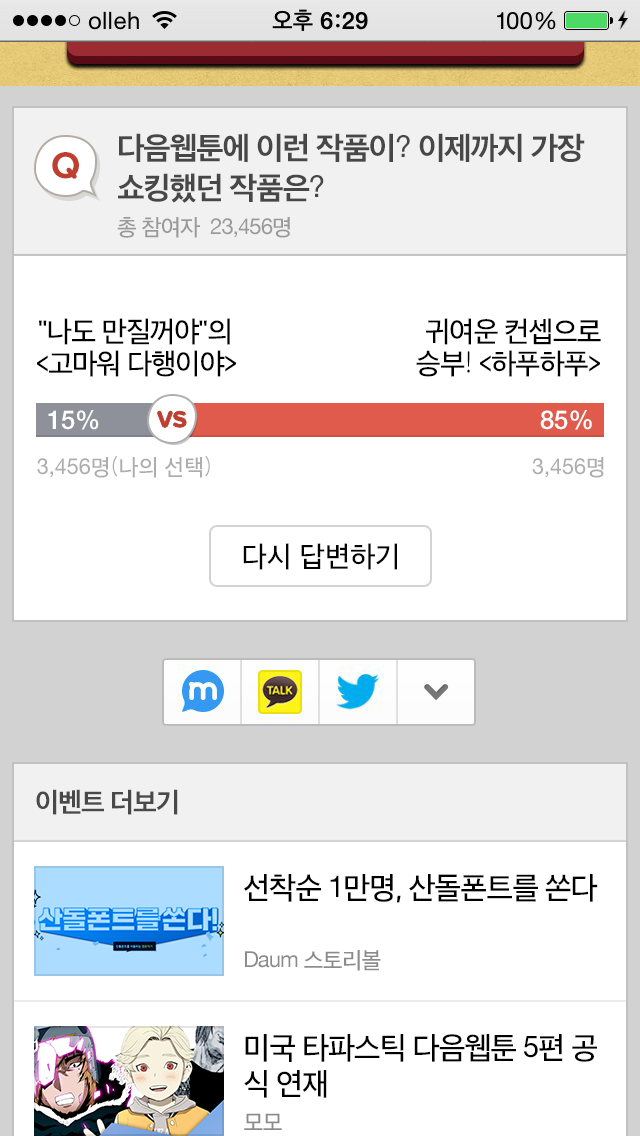 olleh 오후 6:29 100%
Q
다음웹툰에 이런 작품이? 이제까지 가장
쇼킹했던 작품은?
총 참여자 23,456명
"나도 만질꺼야"의
<고마워 다행이야>
귀여운 컨셉으로
승부! <하푸하푸>
15% VS 85%
3,456명(나의 선택) 3,456명
다시 답변하기
m TALK
이벤트 더보기
산돌폰트를쏜다!
선착순 1만명, 산돌폰트를 쏜다
Daum 스토리볼
미국 타파스틱 다음웹툰 5편 공
식 연재
모모